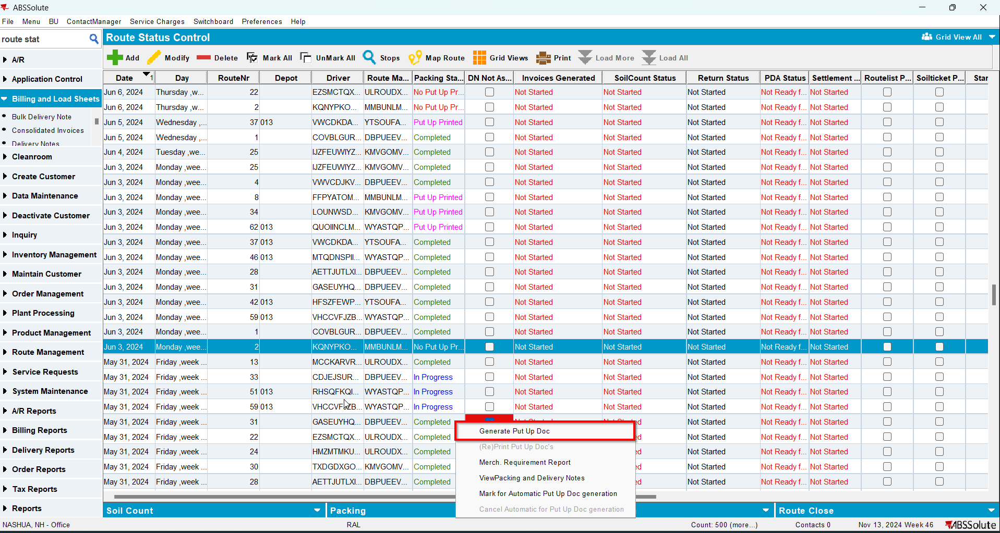 ABSSolute
File Menu BU ContactManager Service Charges Switchboard Preferences Help
route stat
Route Status Control
Grid View All
Add Modify Delete Mark All UnMark All Stops Map Route Grid Views Print Load More Load All
A/R
Application Control
Billing and Load Sheets
Bulk Delivery Note
Consolidated Invoices
Delivery Notes
Cleanroom
Create Customer
Data Maintenance
Deactivate Customer
Inquiry
Inventory Management
Maintain Customer
Order Management
Plant Processing
Product Management
Route Management
Service Requests
System Maintenance
A/R Reports
Billing Reports
Delivery Reports
Order Reports
Tax Reports
Reports
Date 1 Day RouteNr Depot Driver Route Ma... Packing Sta... DN Not As... Invoices Generated SoilCount Status Return Status PDA Status Settlement ... Routelist P... Soilticket P... Star
Jun 6, 2024 Thursday ,w... 22 EZSMCTQX... ULROUDX... No Put Up Pr... Not Started Not Started Not Started Not Ready f... Not Started
Jun 6, 2024 Thursday ,w... 2 KQNYPKO... MMBUNLM... No Put Up Pr... Not Started Not Started Not Started Not Ready f... Not Started
Jun 5, 2024 Wednesday ,... 37 013 VWCDKDA... YTSOUFA... Put Up Printed Not Started Not Started Not Started Not Ready f... Not Started
Jun 5, 2024 Wednesday ,... 1 COVBLGUR... DBPUEEV... Completed Not Started Not Started Not Started Not Ready f... Not Started
Jun 4, 2024 Tuesday ,we... 25 IJZFEUWIYZ... KMVGOMV... Completed Not Started Not Started Not Started Not Ready f... Not Started
Jun 3, 2024 Monday ,wee... 25 IJZFEUWIYZ... KMVGOMV... Completed Not Started Not Started Not Started Not Ready f... Not Started
Jun 3, 2024 Monday ,wee... 4 VWVCDJKV... DBPUEEV... Completed Not Started Not Started Not Started Not Ready f... Not Started
Jun 3, 2024 Monday ,wee... 8 FFPYATOM... MMBUNLM... Put Up Printed Not Started Not Started Not Started Not Ready f... Not Started
Jun 3, 2024 Monday ,wee... 34 LOUNWSD... KMVGOMV... Put Up Printed Not Started Not Started Not Started Not Ready f... Not Started
Jun 3, 2024 Monday ,wee... 62 013 QUOIINCLM... WYASTQP... Put Up Printed Not Started Not Started Not Started Not Ready f... Not Started
Jun 3, 2024 Monday ,wee... 37 013 VWCDKDA... YTSOUFA... Completed Not Started Not Started Not Started Not Ready f... Not Started
Jun 3, 2024 Monday ,wee... 46 013 MTQDNSPII... WYASTQP... Completed Not Started Not Started Not Started Not Ready f... Not Started
Jun 3, 2024 Monday ,wee... 28 AETTJUTLXI... DBPUEEV... Completed Not Started Not Started Not Started Not Ready f... Not Started
Jun 3, 2024 Monday ,wee... 31 GASEUYHQ... DBPUEEV... Completed Not Started Not Started Not Started Not Ready f... Not Started
Jun 3, 2024 Monday ,wee... 42 013 HFSZFEWP... YTSOUFA... Completed Not Started Not Started Not Started Not Ready f... Not Started
Jun 3, 2024 Monday ,wee... 59 013 VHCCVFJZB... WYASTQP... Completed Not Started Not Started Not Started Not Ready f... Not Started
Jun 3, 2024 Monday ,wee... 1 COVBLGUR... DBPUEEV... Completed Not Started Not Started Not Started Not Ready f... Not Started
Jun 3, 2024 Monday ,wee... 2 KQNYPKO... MMBUNLM... No Put Up Pr... Not Started Not Started Not Started Not Ready f... Not Started
May 31, 2024 Friday ,week ... 13 MCCKARVR... ULROUDX... Completed Not Started Not Started Not Started Not Ready f... Not Started
May 31, 2024 Friday ,week ... 33 CDJEJSUR... DBPUEEV... In Progress Not Started Not Started Not Started Not Ready f... Not Started
May 31, 2024 Friday ,week ... 51 013 RHSQFKQI... WYASTQP... In Progress Not Started Not Started Not Started Not Ready f... Not Started
May 31, 2024 Friday ,week ... 59 013 VHCCVFJZB... WYASTQP... In Progress Not Started Not Started Not Started Not Ready f... Not Started
May 31, 2024 Friday ,week ... 31 GASEUYHQ... DBPUEEV... Completed Not Started Not Started Not Started Not Ready f... Not Started
May 31, 2024 Friday ,week ... 22 EZSMCTQX... ULROUDX... Completed ed Not Started Not Ready f... Not Started
May 31, 2024 Friday ,week ... 24 HMZMTMKU... ULROUDX... Completed ed Not Started Not Ready f... Not Started
May 31, 2024 Friday ,week ... 30 TXDGDXGO... KMVGOMV... Completed ed Not Started Not Ready f... Not Started
May 31, 2024 Friday ,week ... 28 AETTJUTLXI... DBPUEEV... Completed ed Not Started Not Ready f... Not Started
Generate Put Up Doc
(Re)Print Put Up Doc's
Merch. Requirement Report
ViewPacking and Delivery Notes
Mark for Automatic Put Up Doc generation
Cancel Automatic for Put Up Doc generation
Soil Count Packing Route Close
NASHUA, NH - Office RAL Count: 500 (more...) Contacts 0 Nov 13, 2024 Week 46 ABSSolute